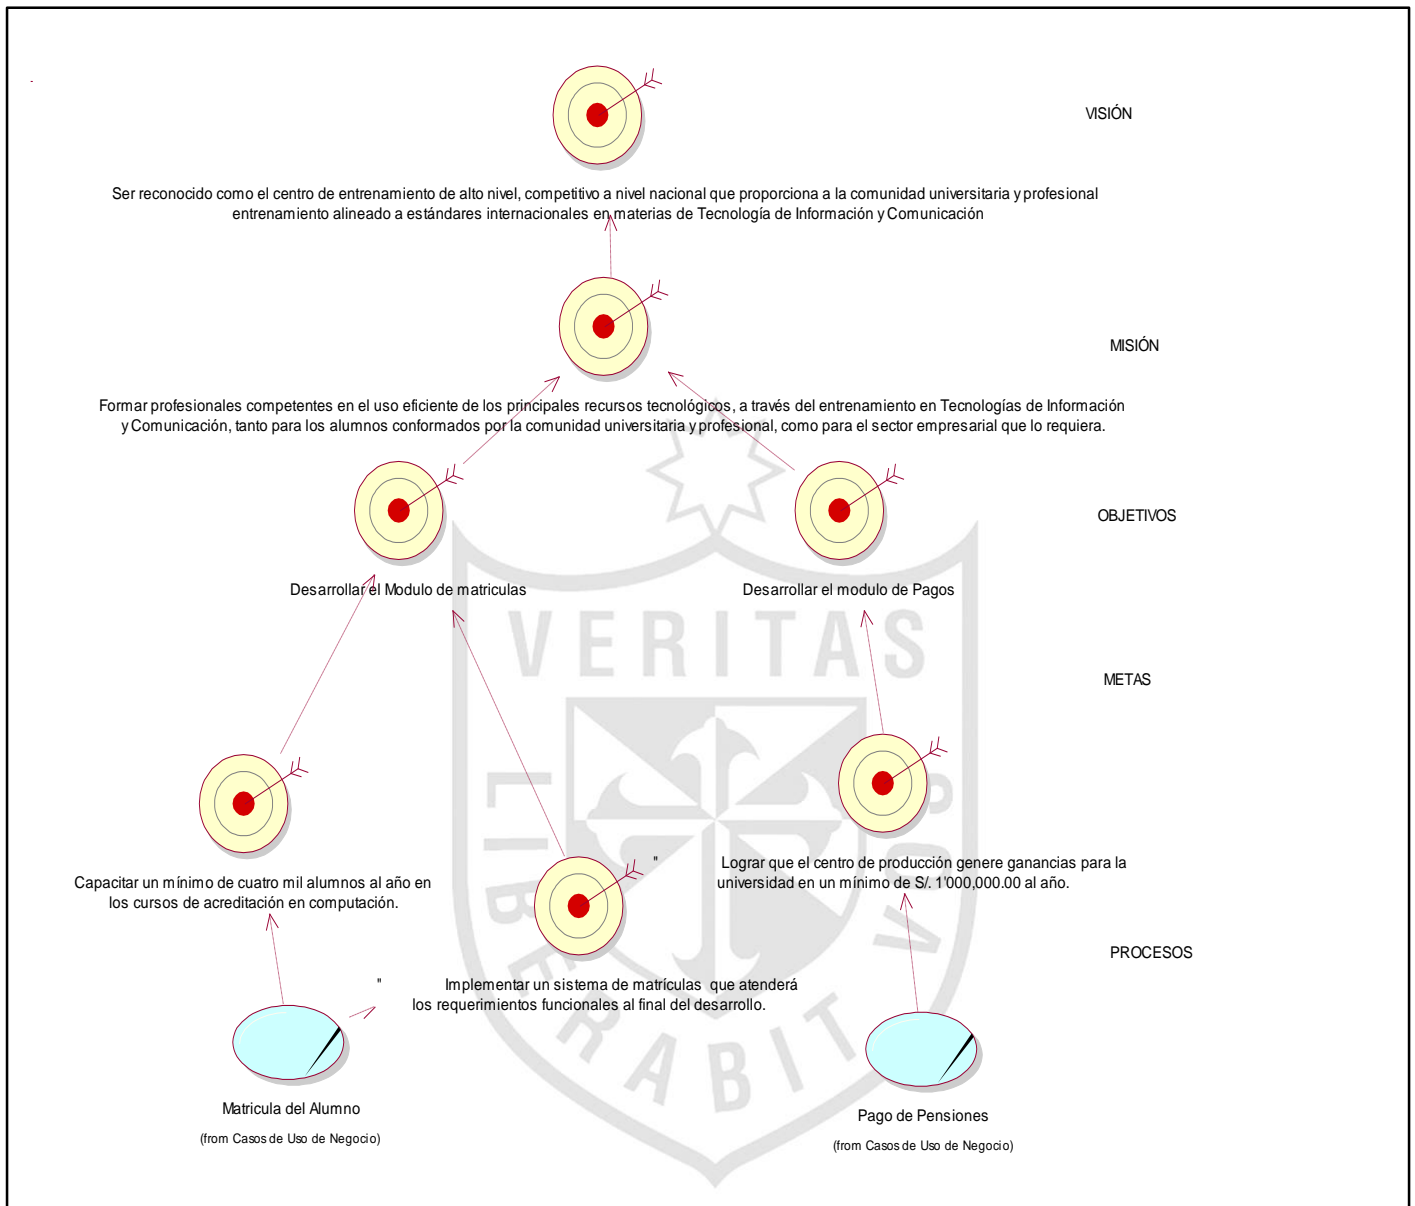 VISIÓN
Ser reconocido como el centro de entrenamiento de alto nivel, competitivo a nivel nacional que proporciona a la comunidad universitaria y profesional
entrenamiento alineado a estándares internacionales en materias de Tecnología de Información y Comunicación
MISIÓN
Formar profesionales competentes en el uso eficiente de los principales recursos tecnológicos, a través del entrenamiento en Tecnologías de Información
y Comunicación, tanto para los alumnos conformados por la comunidad universitaria y profesional, como para el sector empresarial que lo requiera.
OBJETIVOS
Desarrollar el Modulo de matriculas
Desarrollar el modulo de Pagos
VERITAS
METAS
LIBERABIT VOS
" Lograr que el centro de producción genere ganancias para la
universidad en un mínimo de S/. 1'000,000.00 al año.
Capacitar un mínimo de cuatro mil alumnos al año en
los cursos de acreditación en computación.
PROCESOS
" Implementar un sistema de matrículas que atenderá
los requerimientos funcionales al final del desarrollo.
Matricula del Alumno
(from Casos de Uso de Negocio)
Pago de Pensiones
(from Casos de Uso de Negocio)